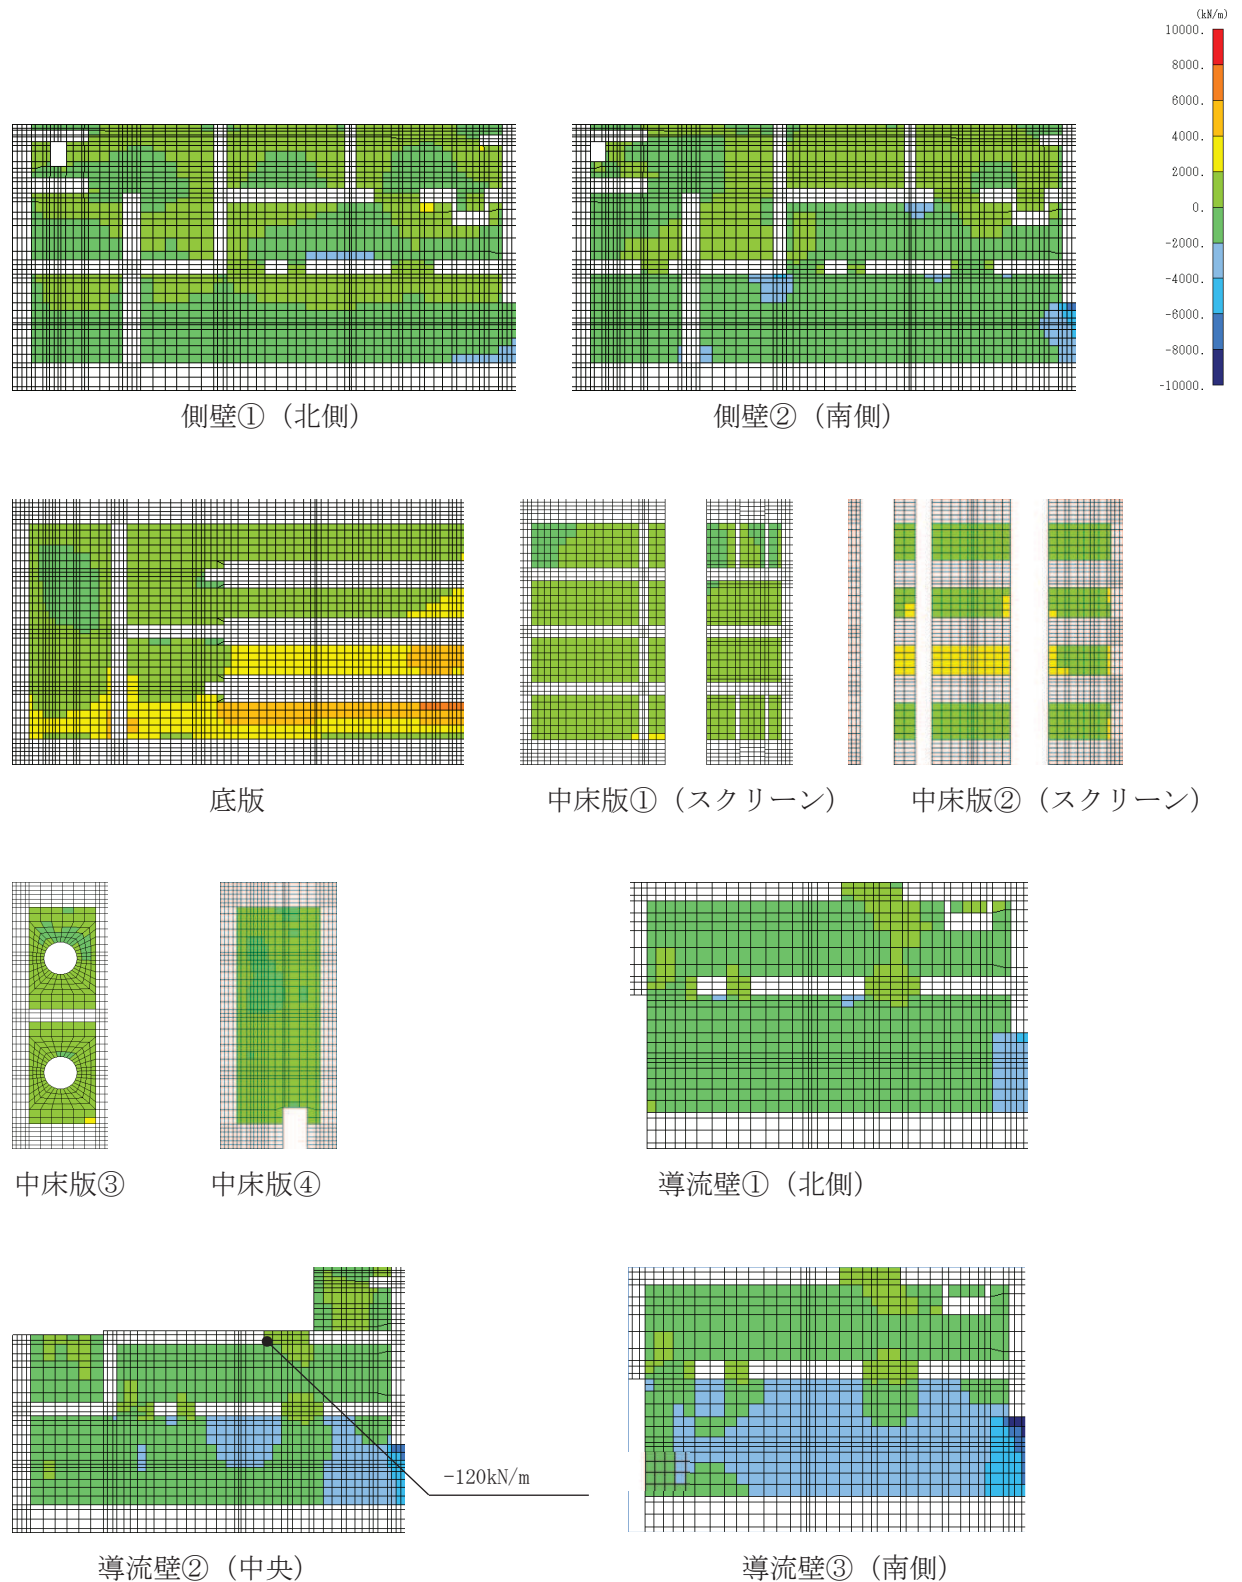 (kN/m)
10000.
8000.
6000.
4000.
2000.
0.
-2000.
-4000.
-6000.
-8000.
-10000.
側壁①（北側）
側壁②（南側）
底版
中床版①（スクリーン）
中床版②（スクリーン）
中床版③
中床版④
導流壁①（北側）
-120kN/m
導流壁②（中央）
導流壁③（南側）